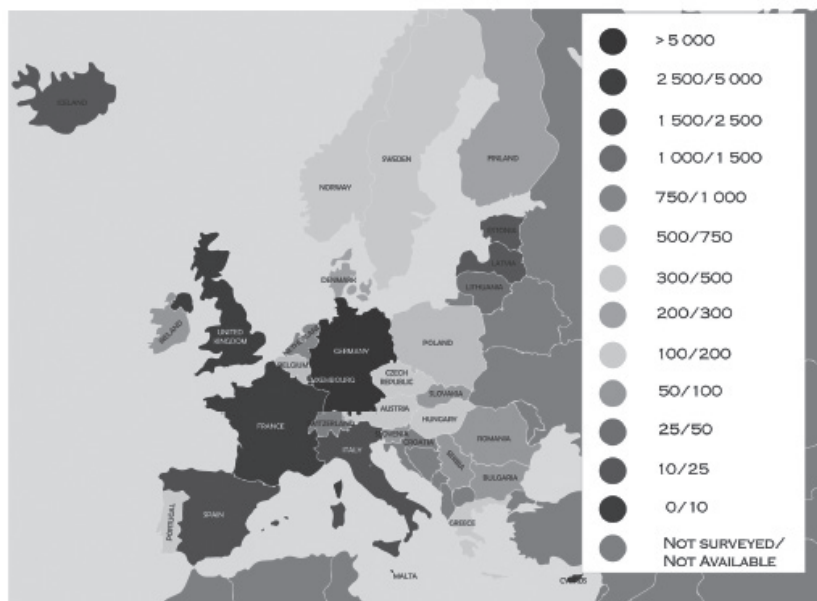 > 5 000
2 500/5 000
1 500/2 500
1 000/1 500
750/1 000
500/750
300/500
200/300
100/200
50/100
25/50
10/25
0/10
NOT SURVEYED/
NOT AVAILABLE
ICELAND
NORWAY
SWEDEN
FINLAND
ESTONIA
LATVIA
LITHUANIA
DENMARK
IRELAND
UNITED
KINGDOM
NETHERLANDS
BELGIUM
LUXEMBOURG
GERMANY
POLAND
CZECH
REPUBLIC
SLOVAKIA
AUSTRIA
HUNGARY
FRANCE
SWITZERLAND
ITALY
SLOVENIA
CROATIA
ROMANIA
SERBIA
BULGARIA
PORTUGAL
SPAIN
GREECE
MALTA
CYPRUS